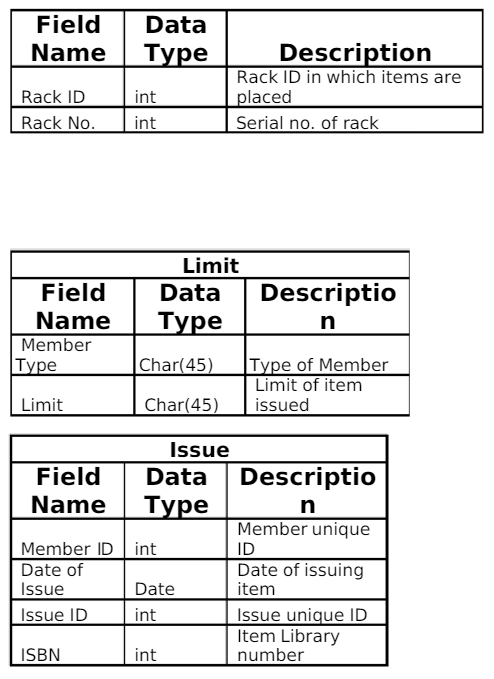 Field Data
Name Type Description
Rack ID in which items are
Rack ID int placed
Rack No. int Serial no. of rack
Limit
Field Data Descriptio
Name Type n
Member
Type Char(45) Type of Member
Limit of item
Limit Char(45) issued
Issue
Field Data Descriptio
Name Type n
Member unique
Member ID int ID
Date of Date of issuing
Issue Date item
Issue ID int Issue unique ID
Item Library
ISBN int number